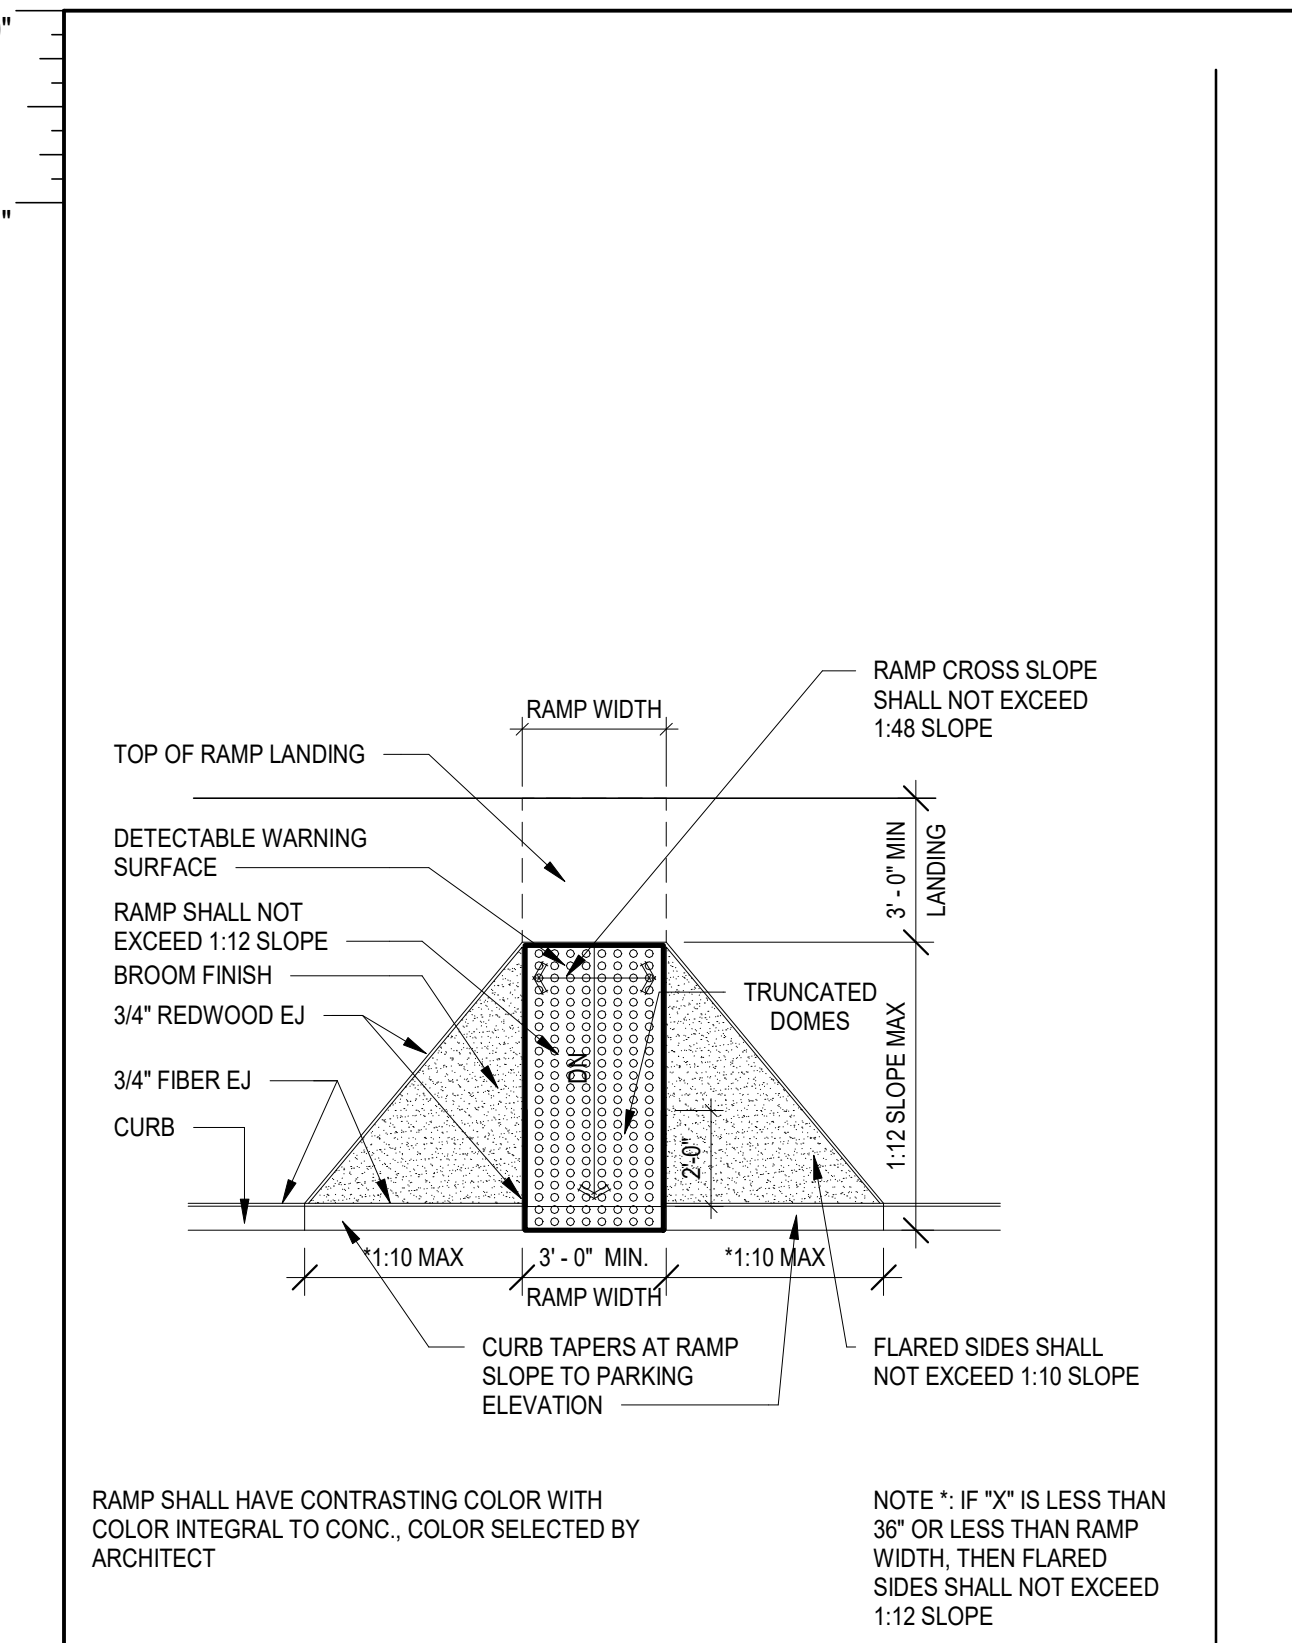 "
"
RAMP CROSS SLOPE
SHALL NOT EXCEED
1:48 SLOPE
RAMP WIDTH
TOP OF RAMP LANDING
3' - 0" MIN
LANDING
DETECTABLE WARNING
SURFACE
RAMP SHALL NOT
EXCEED 1:12 SLOPE
BROOM FINISH
3/4" REDWOOD EJ
3/4" FIBER EJ
CURB
TRUNCATED
DOMES
DN
2'-0"
1:12 SLOPE MAX
*1:10 MAX
3' - 0" MIN.
*1:10 MAX
RAMP WIDTH
CURB TAPERS AT RAMP
SLOPE TO PARKING
ELEVATION
FLARED SIDES SHALL
NOT EXCEED 1:10 SLOPE
RAMP SHALL HAVE CONTRASTING COLOR WITH
COLOR INTEGRAL TO CONC., COLOR SELECTED BY
ARCHITECT
NOTE *: IF "X" IS LESS THAN
36" OR LESS THAN RAMP
WIDTH, THEN FLARED
SIDES SHALL NOT EXCEED
1:12 SLOPE